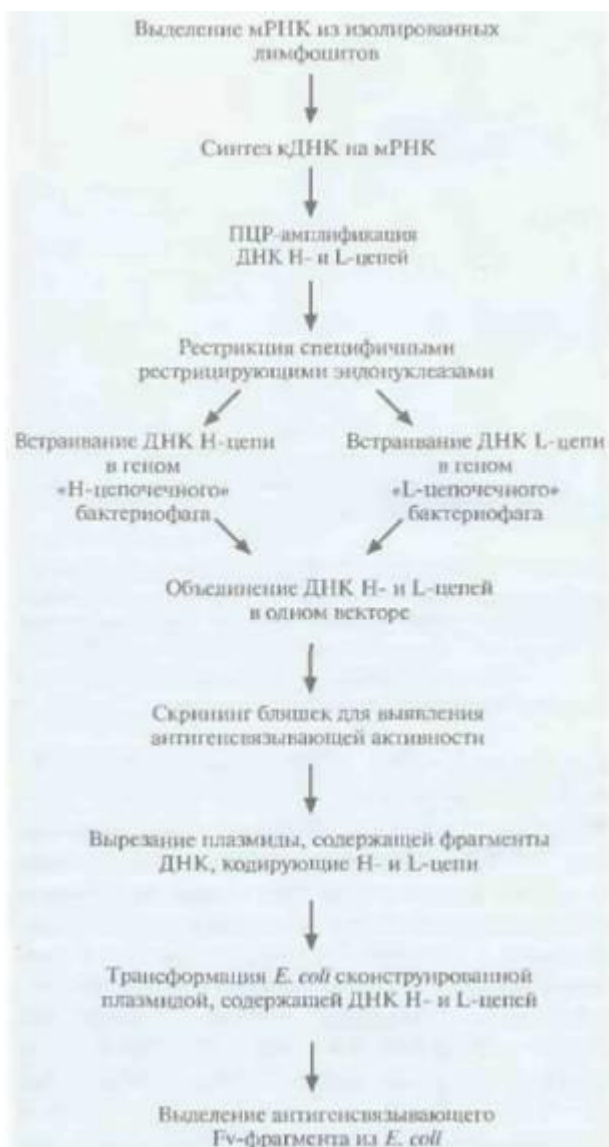 Выделение мРНК из изолированных
лимфоцитов
Синтез кДНК на мРНК
ПЦР-амплификация
ДНК H- и L-цепей
Рестрикция специфичными
рестрицирующими эндонуклеазами
Встраивание ДНК H-цепи
в геном
«H-цепочечного»
бактериофага
Встраивание ДНК L-цепи
в геном
«L-цепочечного»
бактериофага
Объединение ДНК H- и L-цепей
в одном векторе
Скрининг бляшек для выявления
антигенсвязывающей активности
Вырезание плазмиды, содержащей фрагменты
ДНК, кодирующие H- и L-цепи
Трансформация E. coli сконструированной
плазмидой, содержащей ДНК H- и L-цепей
Выделение антигенсвязывающего
Fv-фрагмента из E. coli